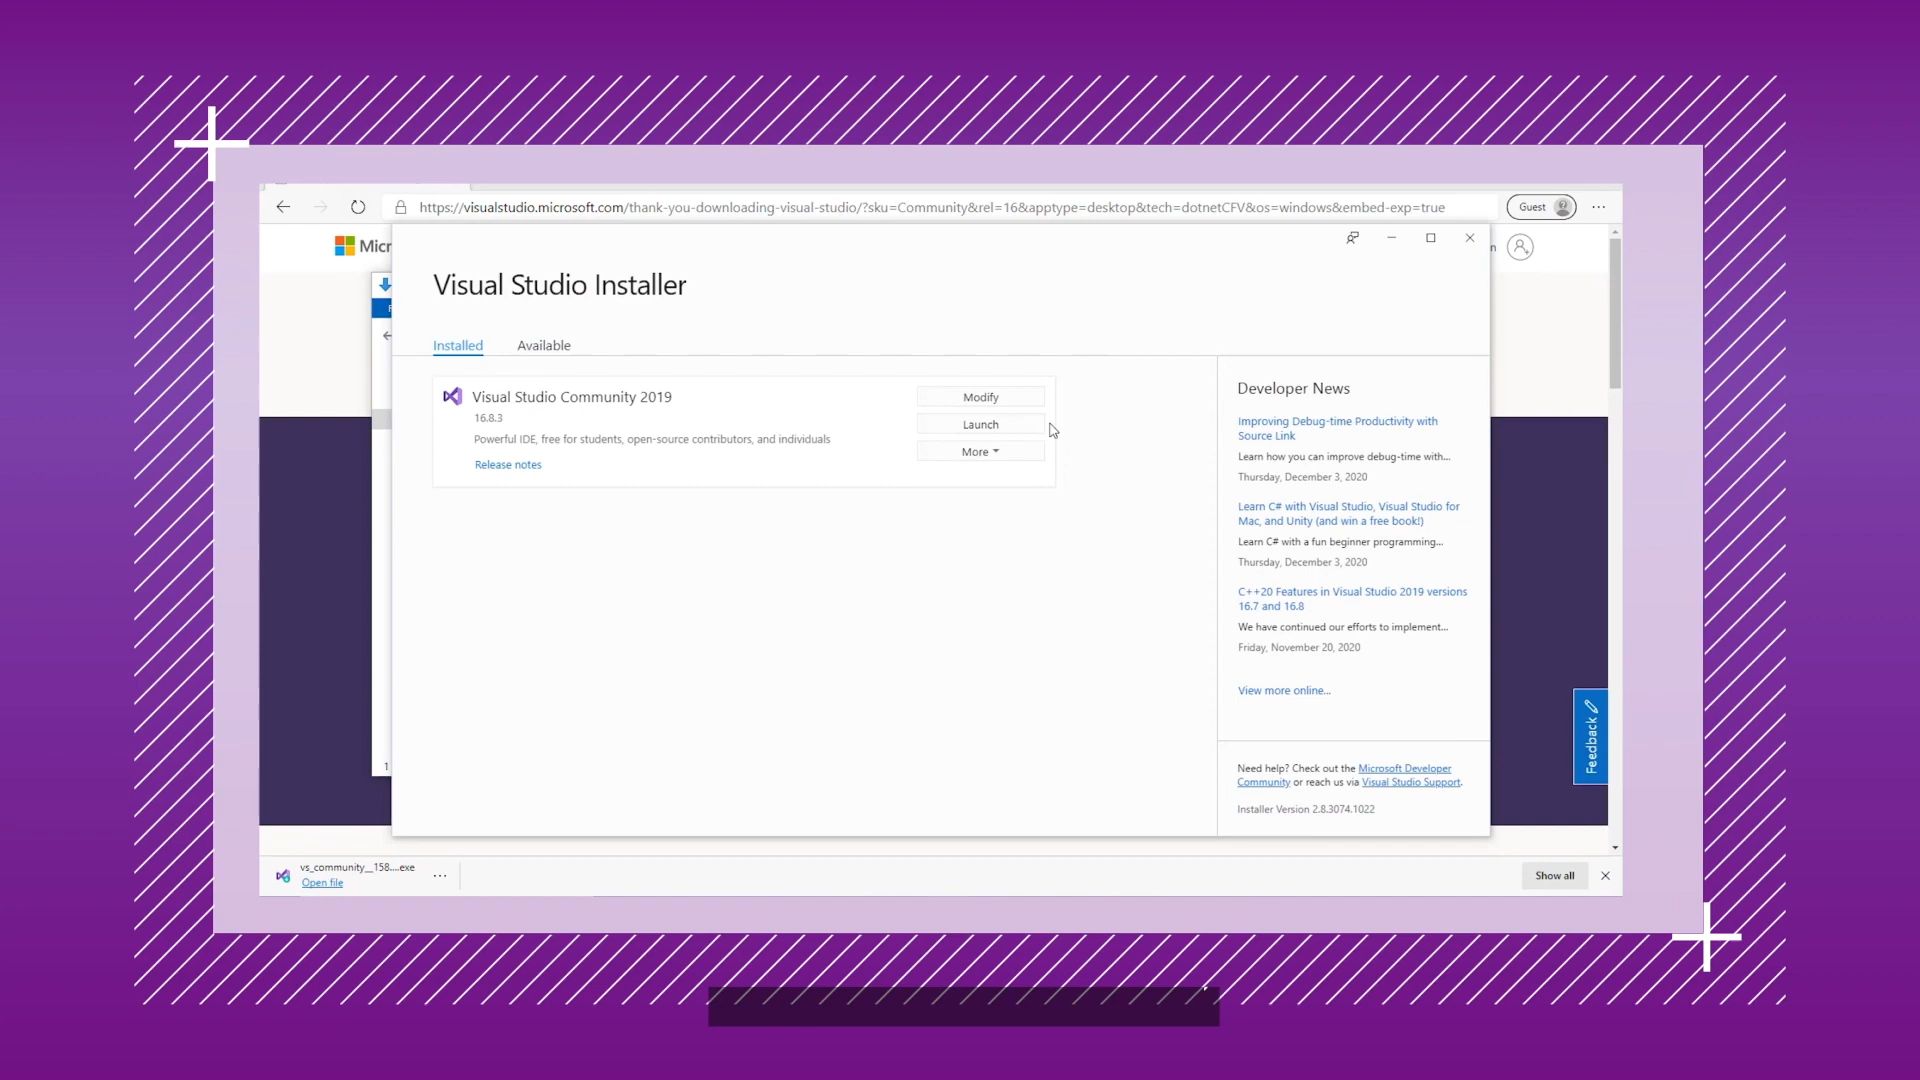 https://visualstudio.microsoft.com/thank-you-downloading-visual-studio/?sku=Community&rel=16&apptype=desktop&tech=dotnetCFV&os=windows&embed-exp=true
Guest
Micr
n
Visual Studio Installer
Installed
Available
Visual Studio Community 2019
16.8.3
Powerful IDE, free for students, open-source contributors, and individuals
Release notes
Modify
Launch
More
Developer News
Improving Debug-time Productivity with
Source Link
Learn how you can improve debug-time with...
Thursday, December 3, 2020
Learn C# with Visual Studio, Visual Studio for
Mac, and Unity (and win a free book!)
Learn C# with a fun beginner programming...
Thursday, December 3, 2020
C++20 Features in Visual Studio 2019 versions
16.7 and 16.8
We have continued our efforts to implement...
Friday, November 20, 2020
View more online...
Need help? Check out the Microsoft Developer
Community or reach us via Visual Studio Support.
Installer Version 2.8.3074.1022
Feedback
1
vs_community__158....exe
Open file
Show all